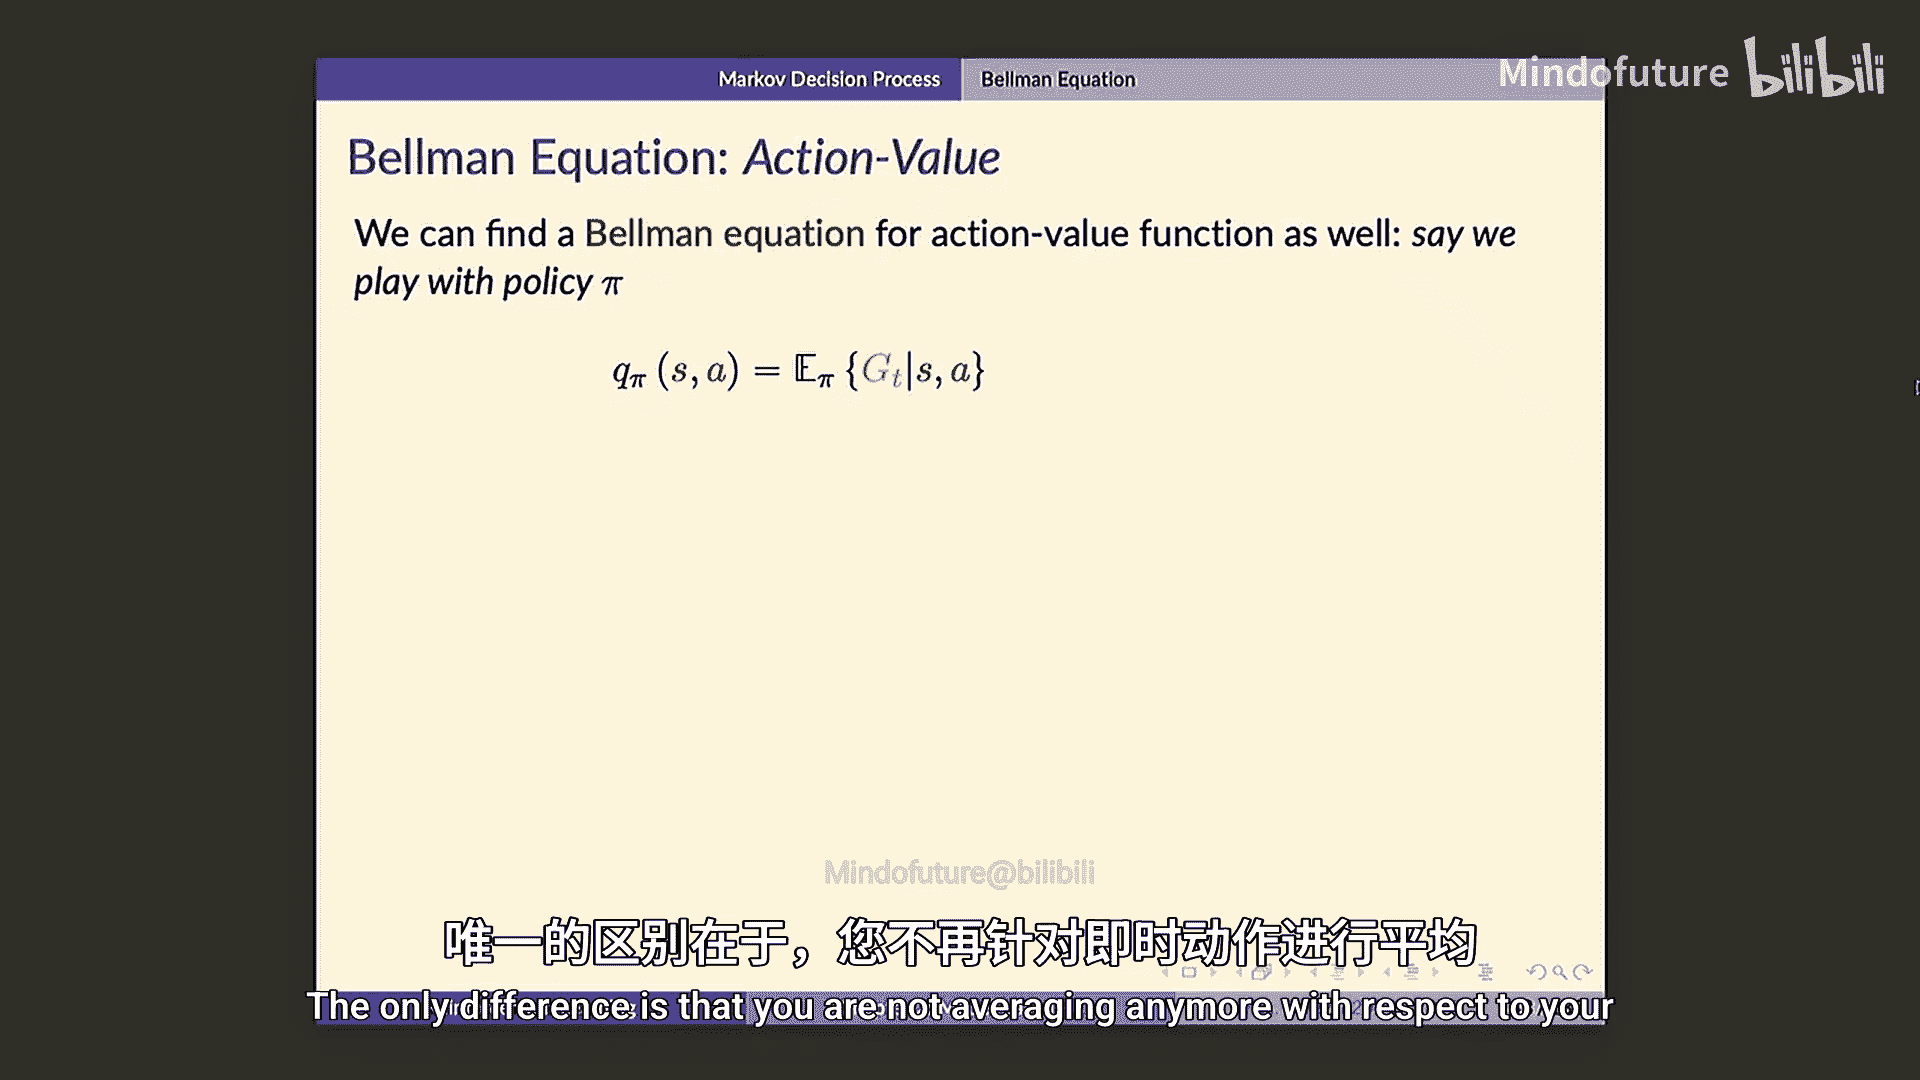 Markov Decision Process Bellman Equation
Mindofuture bilibili
Bellman Equation: Action-Value
We can find a Bellman equation for action-value function as well: say we
play with policy π
qπ (s, a) = 𝔼π {Gt|s, a}
Mindofuture@bilibili
唯一的区别在于，您不再针对即时动作进行平均
The only difference is that you are not averaging anymore with respect to your